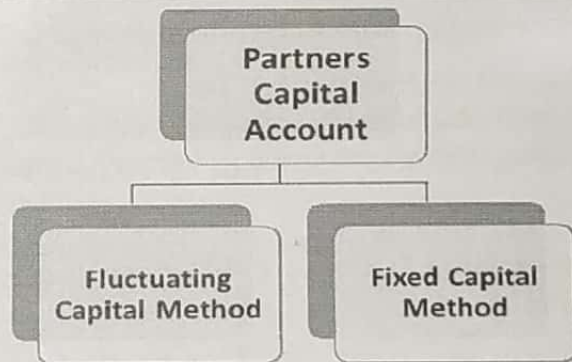 Partners
Capital
Account
Fluctuating
Capital Method
Fixed Capital
Method